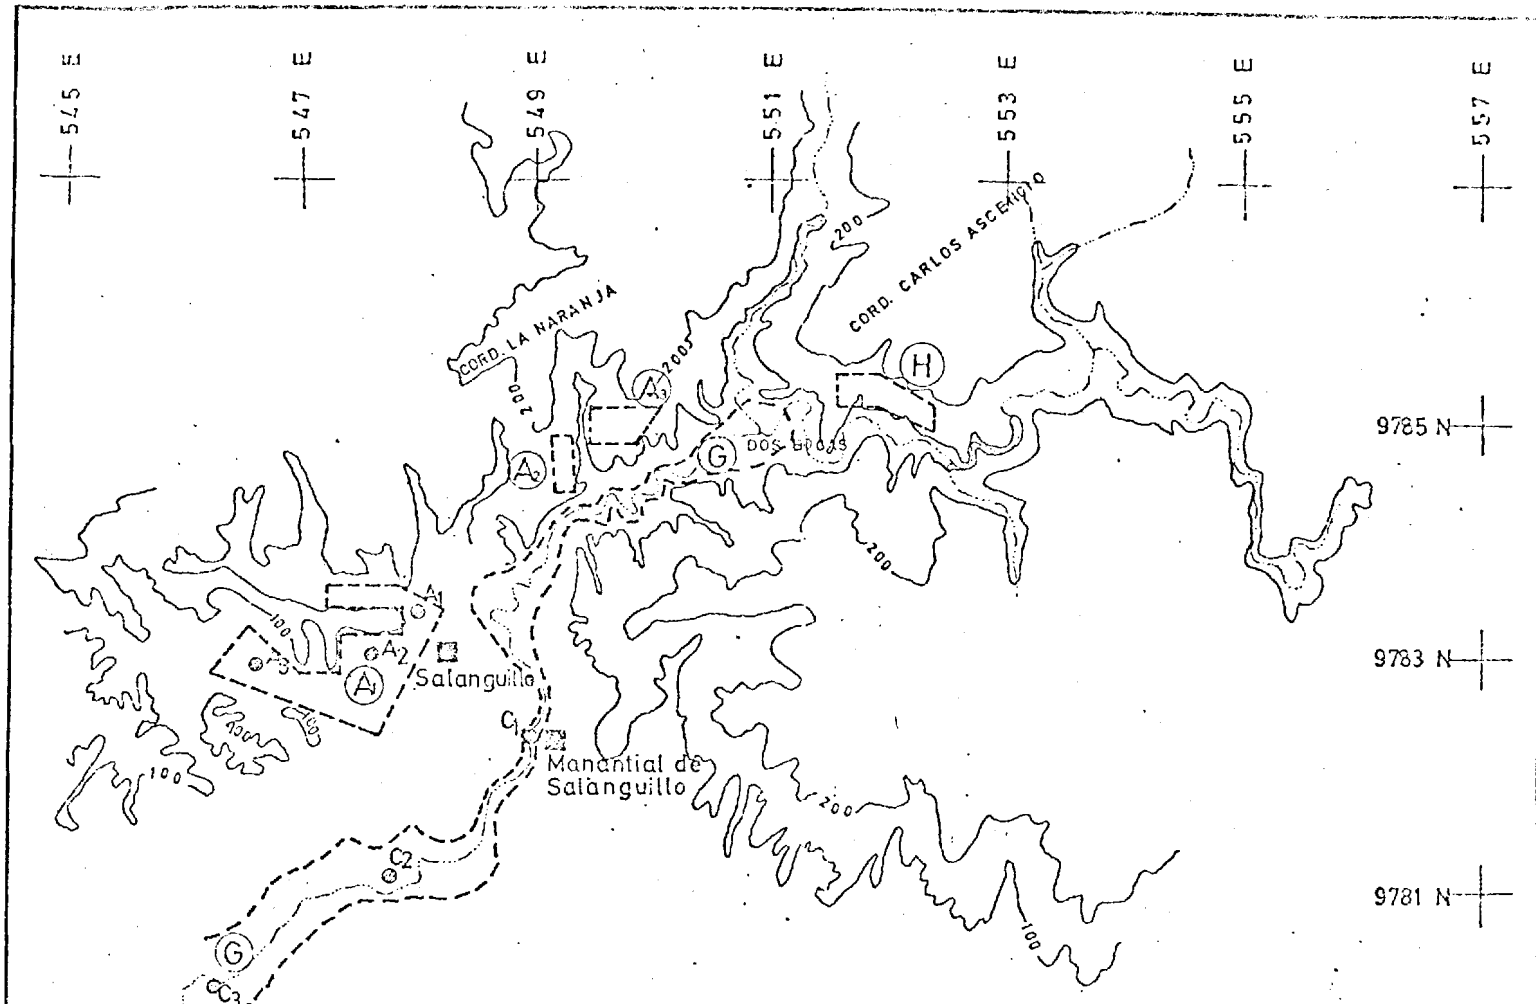 545 E
547 E
549 E
551 E
553 E
555 E
557 E
200
CORD. CARLOS ASCENCIO
CORD. LA NARANJA
200
200
A3
H
9785 N
DOS BOCAS
G
A2
200
100
A1
A3
A2
A1
Salanguillo
9783 N
C1
100
100
100
Manantial de
Salanguillo
200
C2
9781 N
100
G
C3